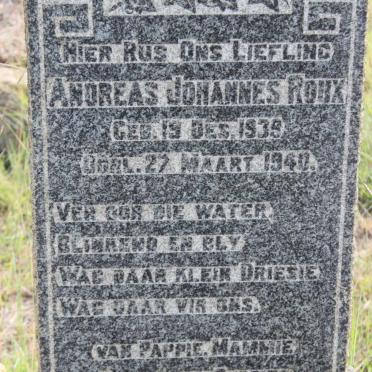 HIER RUS ONS LIEFLING
ANDREAS JOHANNES ROUX
GEB. 19 DES. 1939
OORL. 27 MAART 1940.
VER OOR DIE WATER,
BLINKEND EN BLY
WAG DAAR KLEIN DRIESIE,
WAG DAAR VIR ONS.
VAN PAPPIE, MAMMIE,